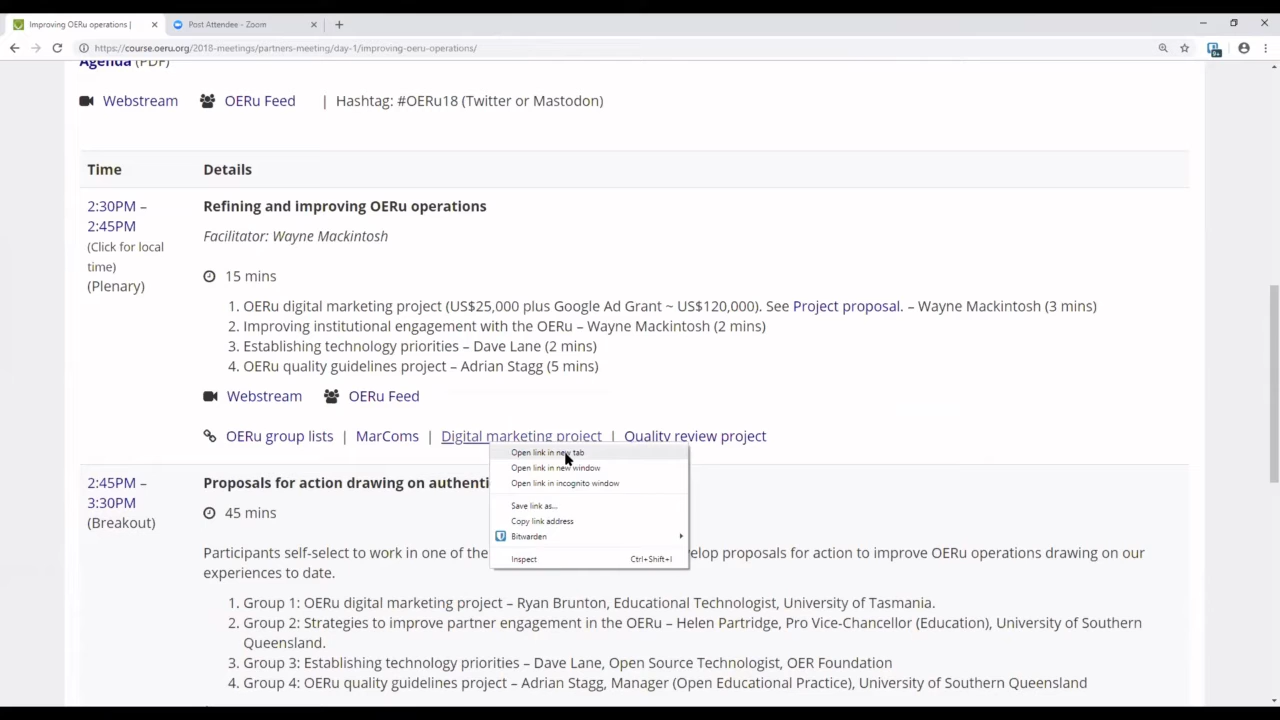 Improving OERu operations |
Post Attendee - Zoom
https://course.oeru.org/2018-meetings/partners-meeting/day-1/improving-oeru-operations/
Agenda (PDF)
Webstream OERu Feed | Hashtag: #OERu18 (Twitter or Mastodon)
Time Details
2:30PM –
2:45PM
(Click for local
time)
(Plenary)
Refining and improving OERu operations
Facilitator: Wayne Mackintosh
15 mins
1. OERu digital marketing project (US$25,000 plus Google Ad Grant ~ US$120,000). See Project proposal. – Wayne Mackintosh (3 mins)
2. Improving institutional engagement with the OERu – Wayne Mackintosh (2 mins)
3. Establishing technology priorities – Dave Lane (2 mins)
4. OERu quality guidelines project – Adrian Stagg (5 mins)
Webstream OERu Feed
OERu group lists | MarComs | Digital marketing project | Quality review project
Open link in new tab
Open link in new window
Open link in incognito window
Save link as...
Copy link address
Bitwarden
Inspect Ctrl+Shift+I
2:45PM –
3:30PM
(Breakout)
Proposals for action drawing on authenti
45 mins
Participants self-select to work in one of the velop proposals for action to improve OERu operations drawing on our
experiences to date.
1. Group 1: OERu digital marketing project – Ryan Brunton, Educational Technologist, University of Tasmania.
2. Group 2: Strategies to improve partner engagement in the OERu – Helen Partridge, Pro Vice-Chancellor (Education), University of Southern
Queensland.
3. Group 3: Establishing technology priorities – Dave Lane, Open Source Technologist, OER Foundation
4. Group 4: OERu quality guidelines project – Adrian Stagg, Manager (Open Educational Practice), University of Southern Queensland